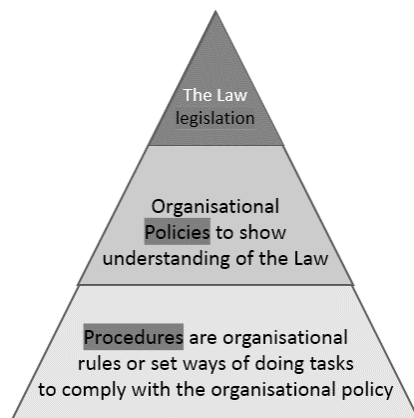 The Law
legislation
Organisational
Policies to show
understanding of the Law
Procedures are organisational
rules or set ways of doing tasks
to comply with the organisational policy